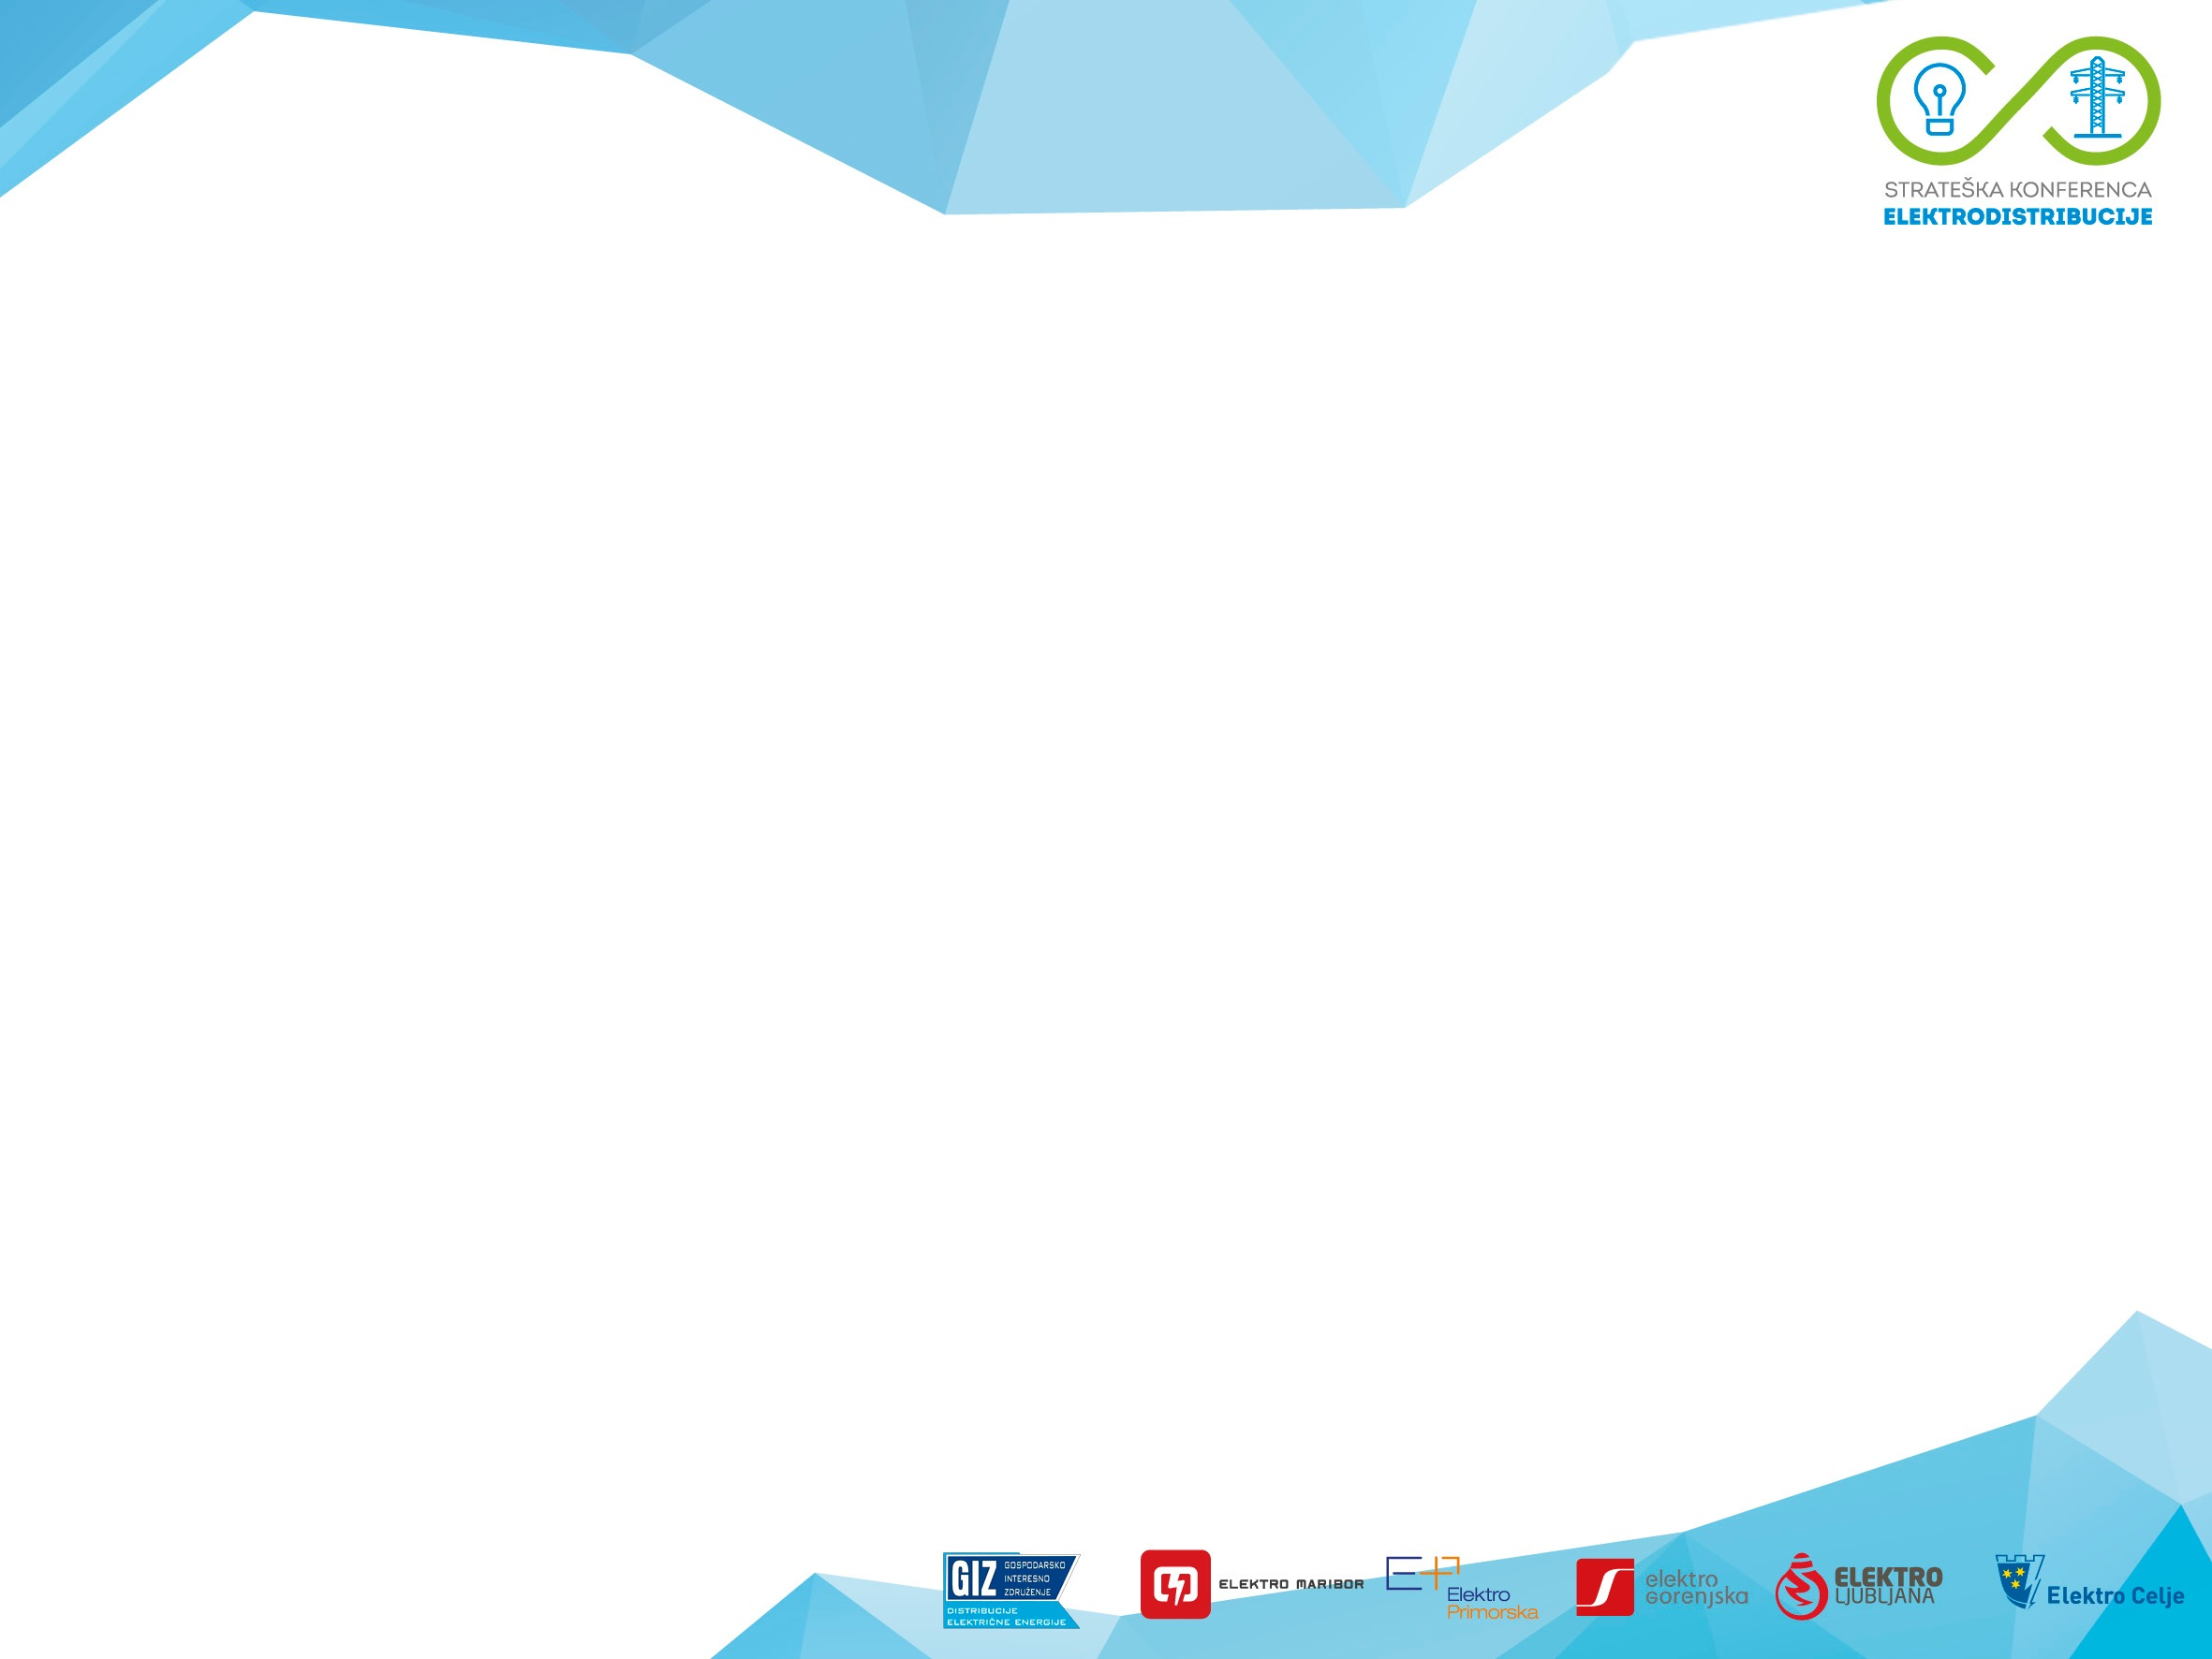 STRATEŠKA KONFERENCA
ELEKTRODISTRIBUCIJE
GIZ GOSPODARSKO
INTERESNO
ZDRUŽENJE
DISTRIBUCIJE
ELEKTRIČNE ENERGIJE
ELEKTRO MARIBOR
Elektro
Primorska
elektro
gorenjska
ELEKTRO
LJUBLJANA
Elektro Celje